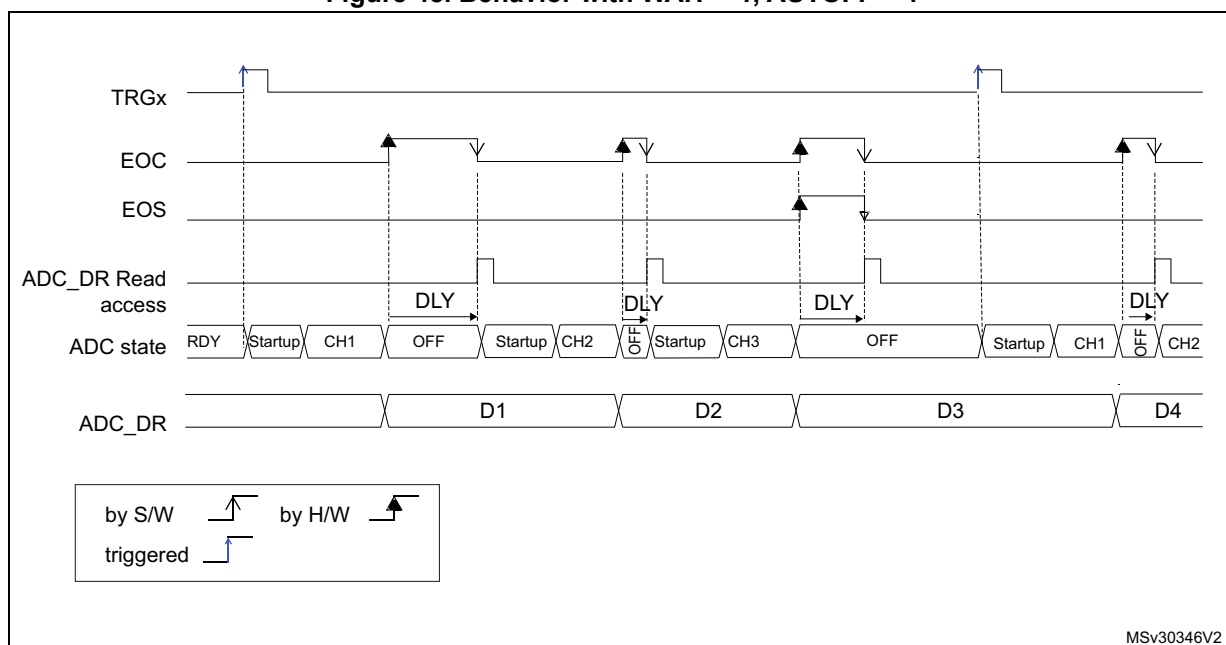 TRGx
EOC
EOS
ADC_DR Read
access
DLY DLY DLY DLY
ADC state RDY Startup CH1 OFF Startup CH2 OFF Startup CH3 OFF Startup CH1 OFF CH2
ADC_DR D1 D2 D3 D4
by S/W by H/W
triggered
MSv30346V2